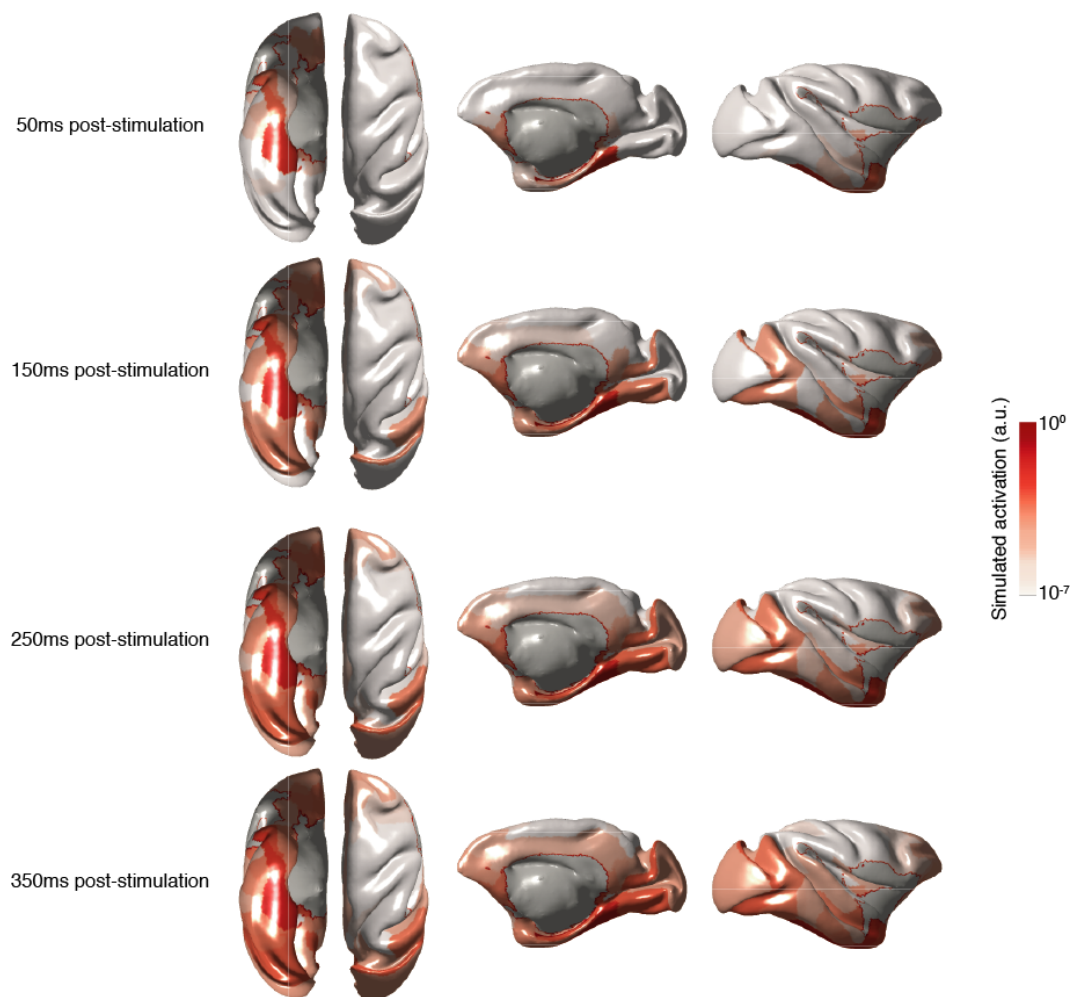 50ms post-stimulation
150ms post-stimulation
250ms post-stimulation
350ms post-stimulation
Simulated activation (a.u.)
10⁰
10⁻⁷